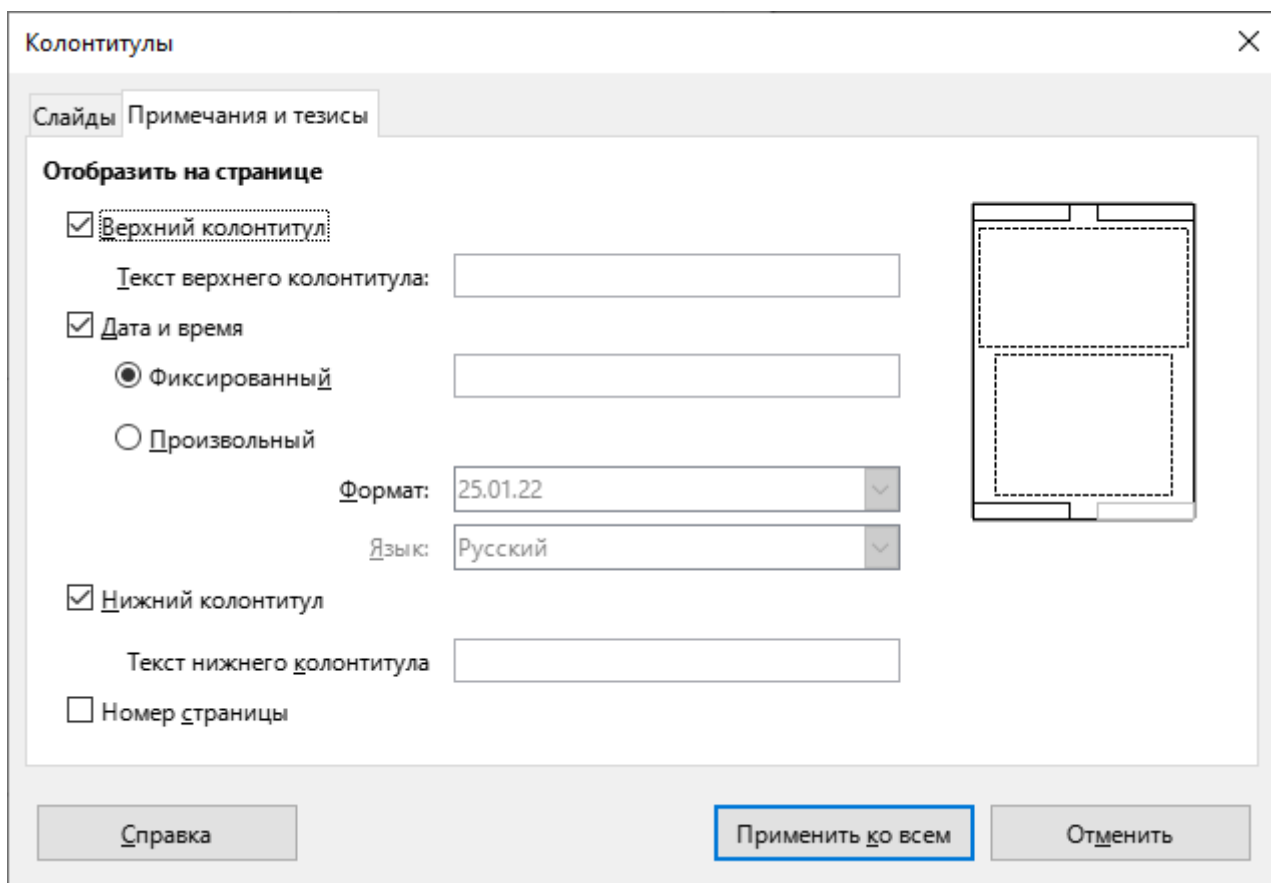 Колонтитулы
Слайды Примечания и тезисы
Отобразить на странице
Верхний колонтитул
Текст верхнего колонтитула:
Дата и время
Фиксированный
Произвольный
Формат: 25.01.22
Язык: Русский
Нижний колонтитул
Текст нижнего колонтитула
Номер страницы
Справка Применить ко всем Отменить